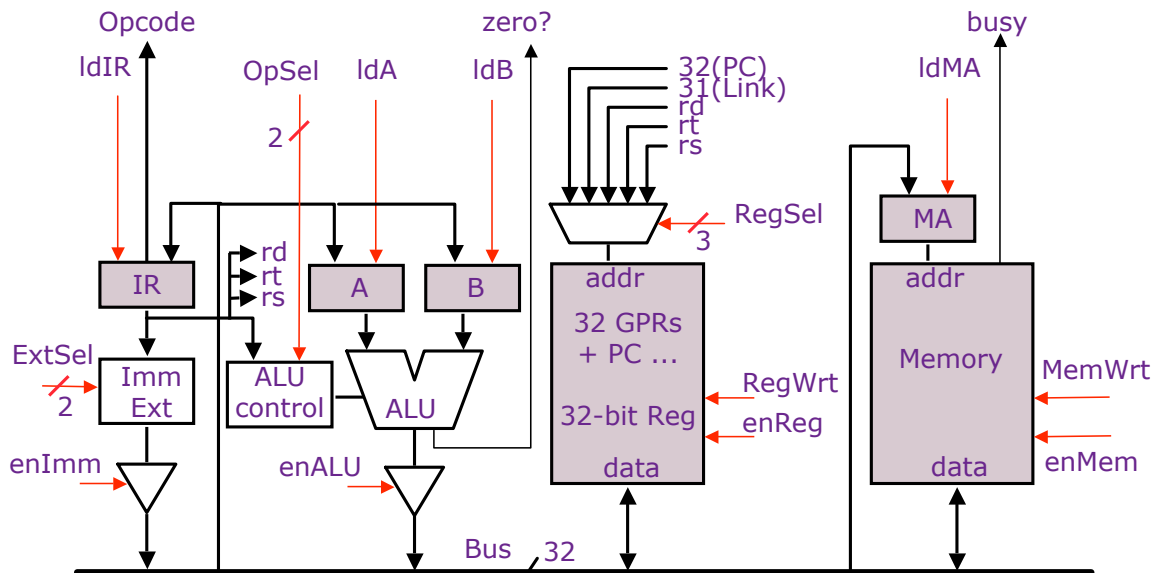 Opcode
zero?
busy
ldIR
OpSel
ldA
ldB
32(PC)
31(Link)
rd
rt
rs
ldMA
2
RegSel
3
MA
rd
rt
rs
IR
A
B
addr
addr
32 GPRs
+ PC ...
32-bit Reg
data
Memory
data
ExtSel
2
Imm
Ext
ALU
control
ALU
RegWrt
enReg
MemWrt
enMem
enImm
enALU
Bus
32